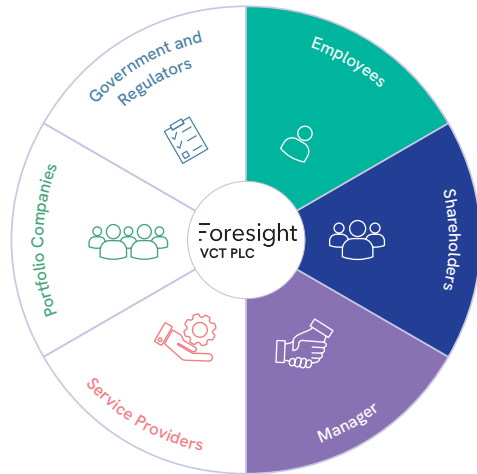 Government and
Regulators
Employees
Portfolio Companies
Foresight
VCT PLC
Shareholders
Service Providers
Manager